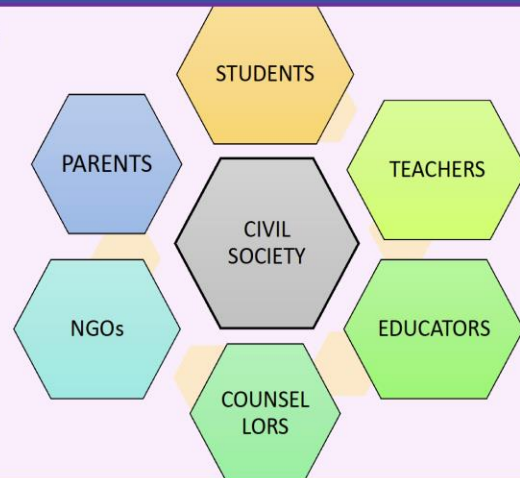 STUDENTS
PARENTS
TEACHERS
CIVIL
SOCIETY
NGOs
EDUCATORS
COUNSEL
LORS